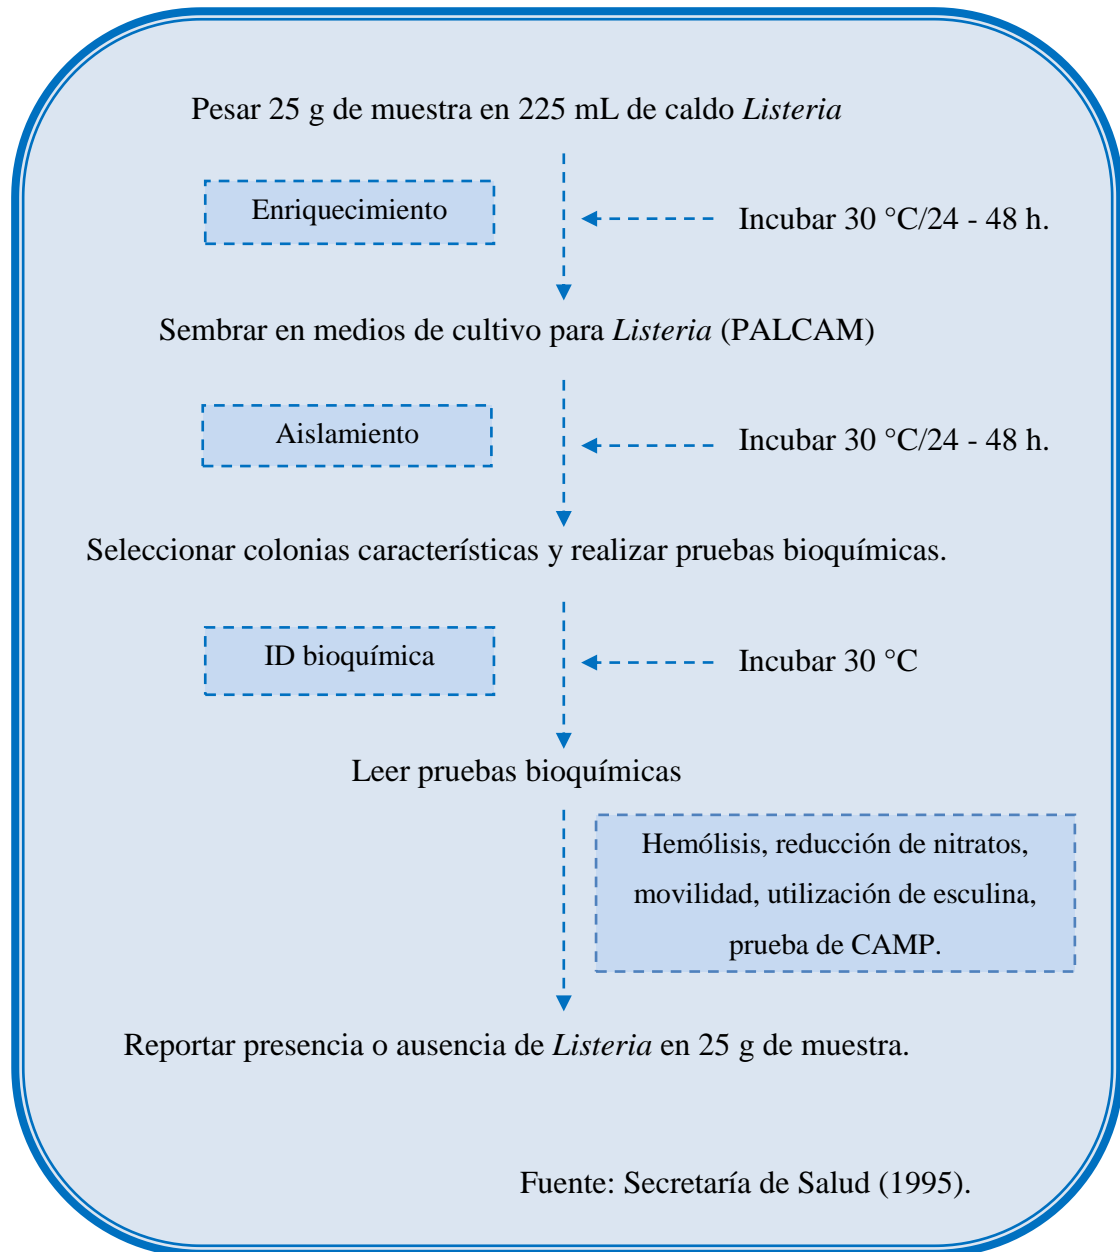 Pesar 25 g de muestra en 225 mL de caldo Listeria
Enriquecimiento
Incubar 30 °C/24 - 48 h.
Sembrar en medios de cultivo para Listeria (PALCAM)
Aislamiento
Incubar 30 °C/24 - 48 h.
Seleccionar colonias características y realizar pruebas bioquímicas.
ID bioquímica
Incubar 30 °C
Leer pruebas bioquímicas
Hemólisis, reducción de nitratos,
movilidad, utilización de esculina,
prueba de CAMP.
Reportar presencia o ausencia de Listeria en 25 g de muestra.
Fuente: Secretaría de Salud (1995).